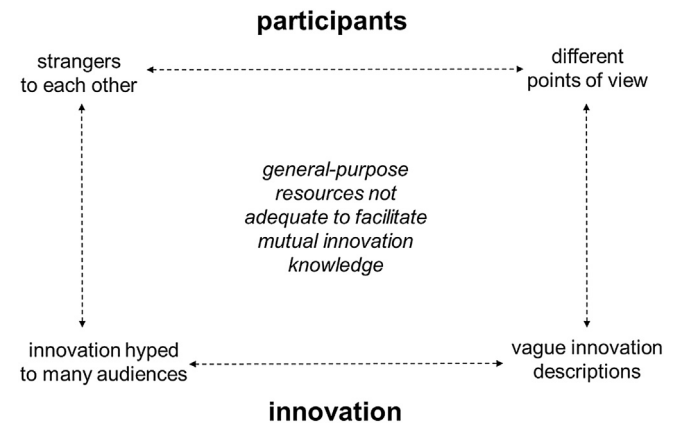 participants
strangers
to each other
different
points of view
general-purpose
resources not
adequate to facilitate
mutual innovation
knowledge
innovation hyped
to many audiences
vague innovation
descriptions
innovation